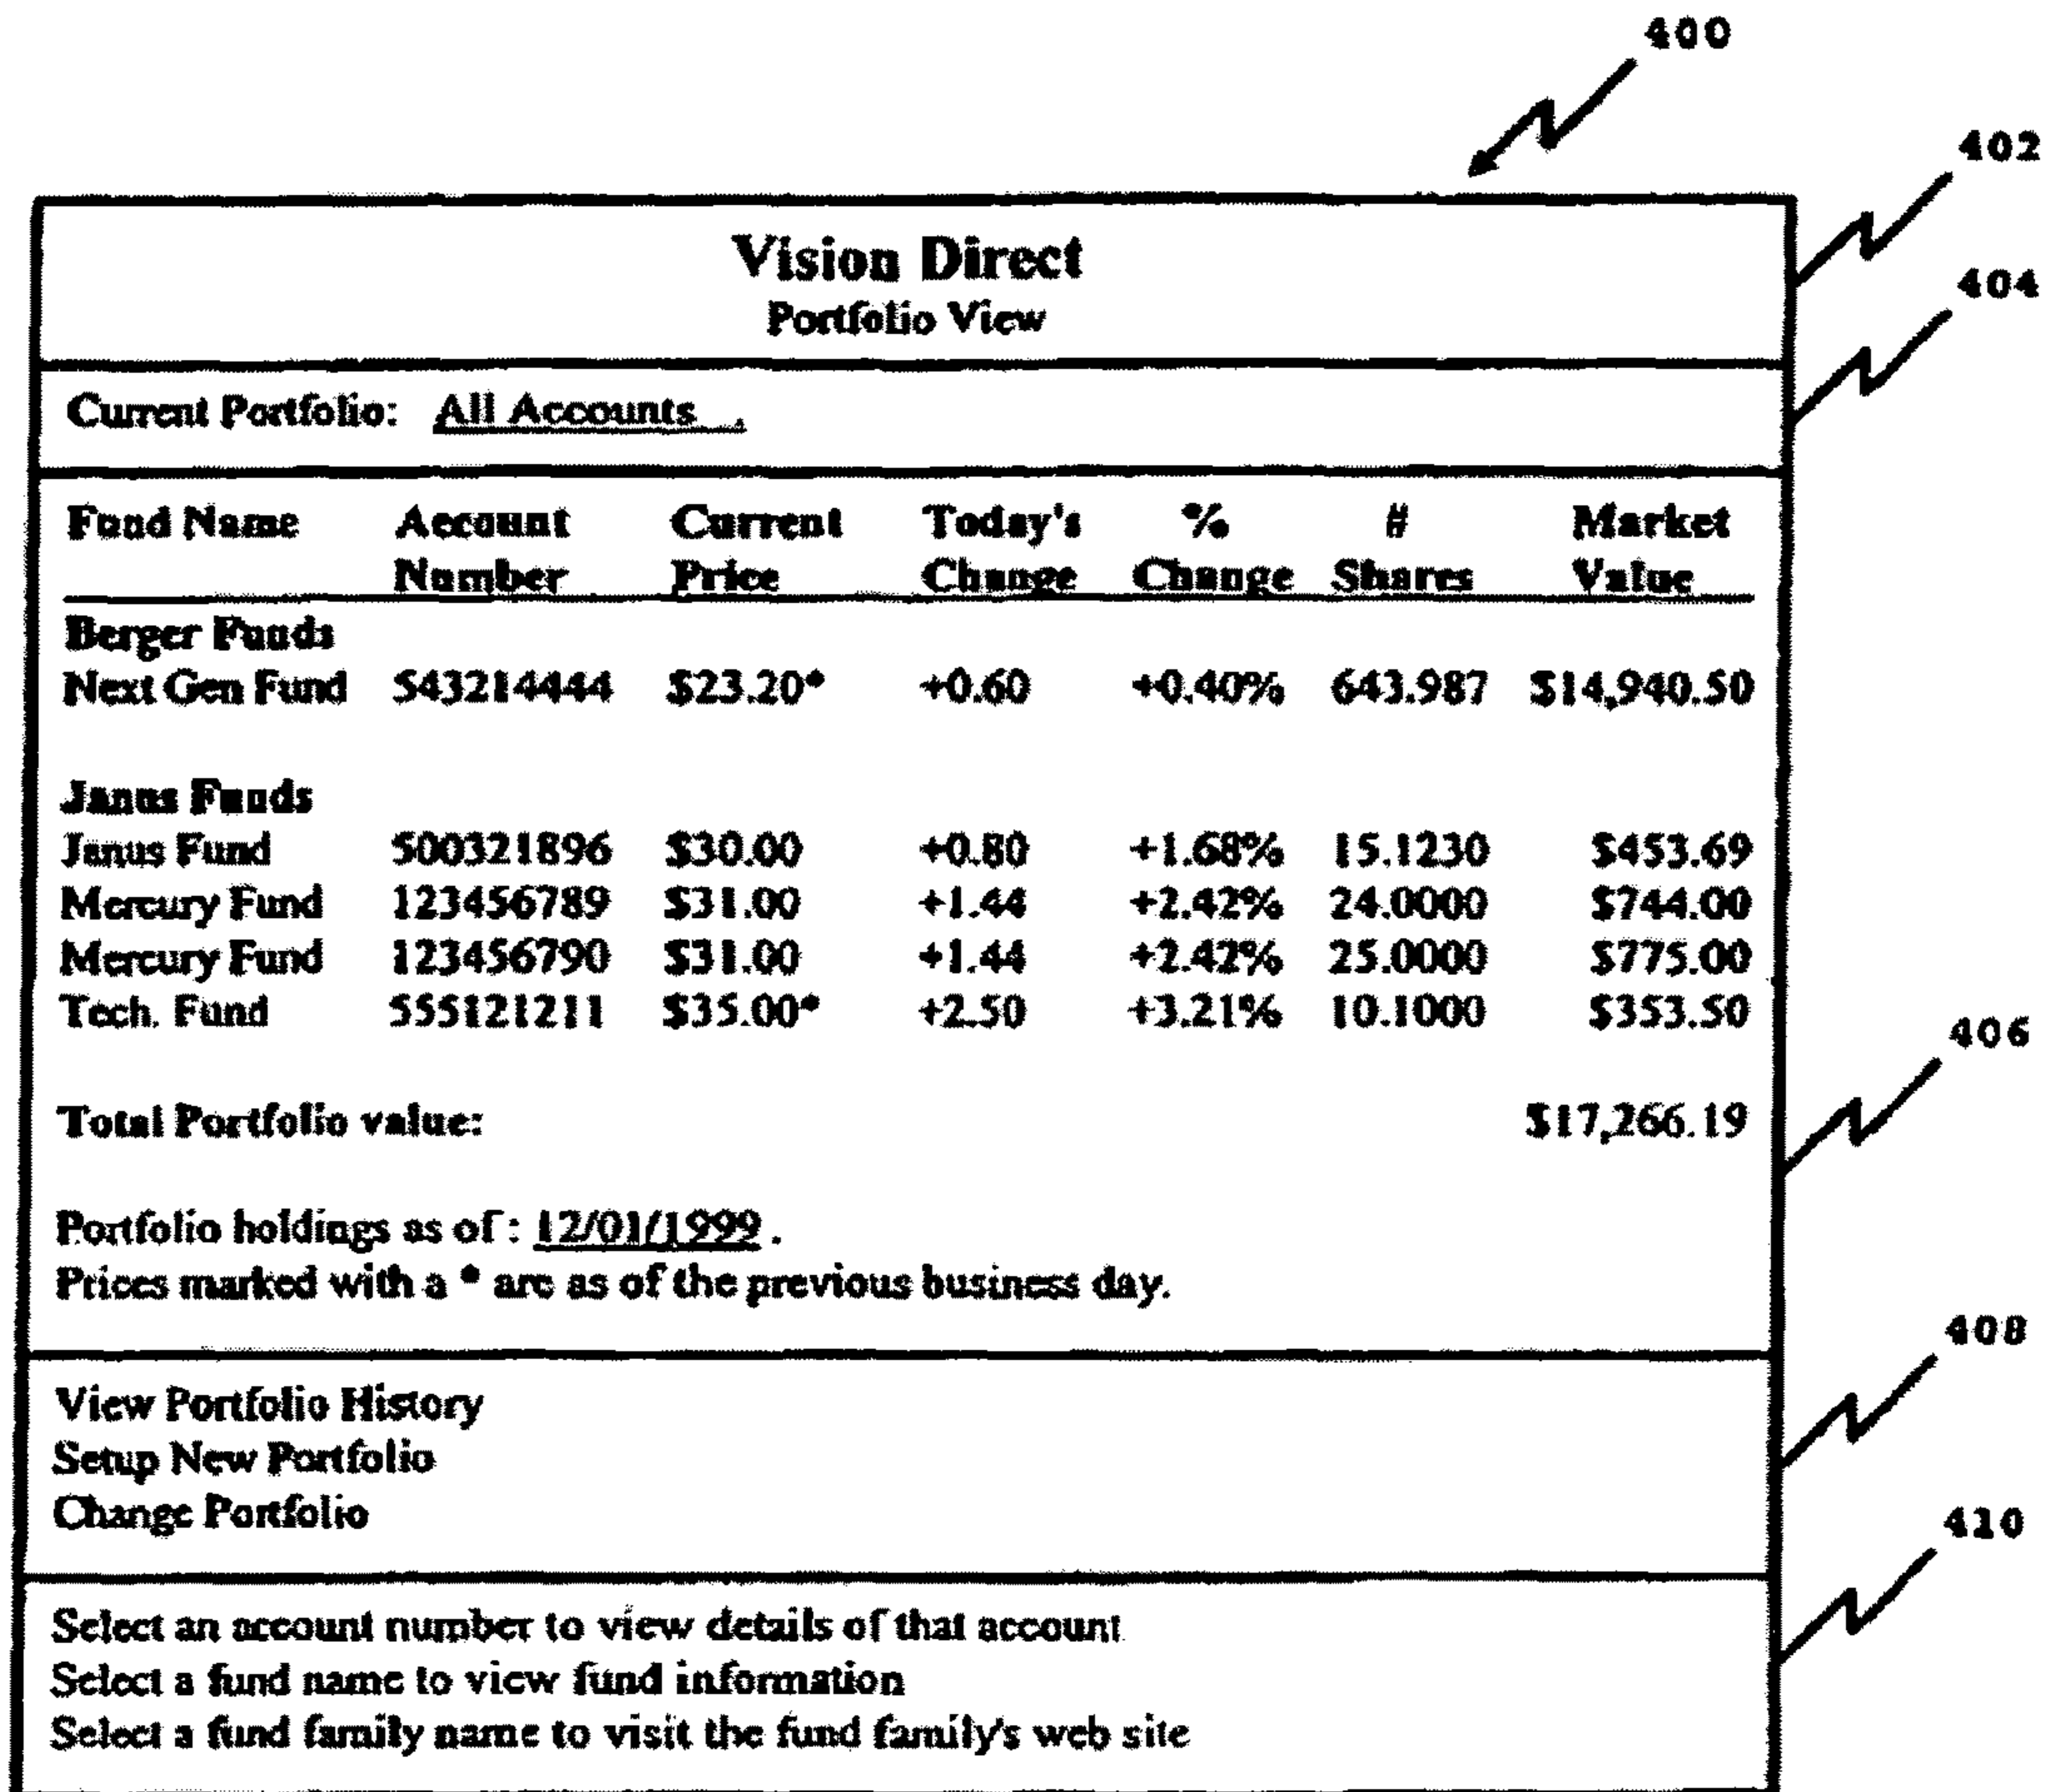 400
402
Vision Direct
404
Portfolio View
Current Portfolio: All Accounts
Fund Name Account Current Today's % # Market
Number Price Change Change Shares Value
Berger Funds
Next Gen Fund 543214444 $23.20* +0.60 +0.40% 643.987 $14,940.50
Janus Funds
Janus Fund 500321896 $30.00 +0.80 +1.68% 15.1230 $453.69
Mercury Fund 123456789 $31.00 +1.44 +2.42% 24.0000 $744.00
Mercury Fund 123456790 $31.00 +1.44 +2.42% 25.0000 $775.00
Tech. Fund 555121211 $35.00* +2.50 +3.21% 10.1000 $353.50
406
Total Portfolio value: $17,266.19
Portfolio holdings as of : 12/01/1999 .
Prices marked with a * are as of the previous business day.
408
View Portfolio History
Setup New Portfolio
Change Portfolio
410
Select an account number to view details of that account
Select a fund name to view fund information
Select a fund family name to visit the fund family's web site